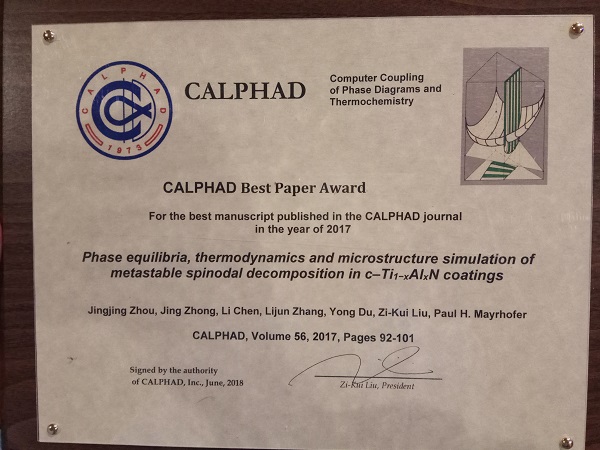 CALPHAD
1973
CALPHAD
Computer Coupling
of Phase Diagrams and
Thermochemistry
CALPHAD Best Paper Award
For the best manuscript published in the CALPHAD journal
in the year of 2017
Phase equilibria, thermodynamics and microstructure simulation of
metastable spinodal decomposition in c–Ti₁₋ₓAlₓN coatings
Jingjing Zhou, Jing Zhong, Li Chen, Lijun Zhang, Yong Du, Zi-Kui Liu, Paul H. Mayrhofer
CALPHAD, Volume 56, 2017, Pages 92-101
Signed by the authority
of CALPHAD, Inc., June, 2018
Zi-Kui Liu, President